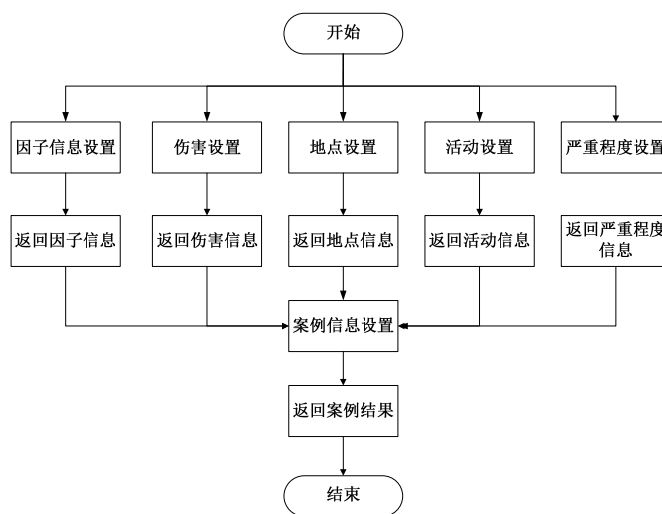 开始
因子信息设置
伤害设置
地点设置
活动设置
严重程度设置
返回因子信息
返回伤害信息
返回地点信息
返回活动信息
返回严重程度
信息
案例信息设置
返回案例结果
结束